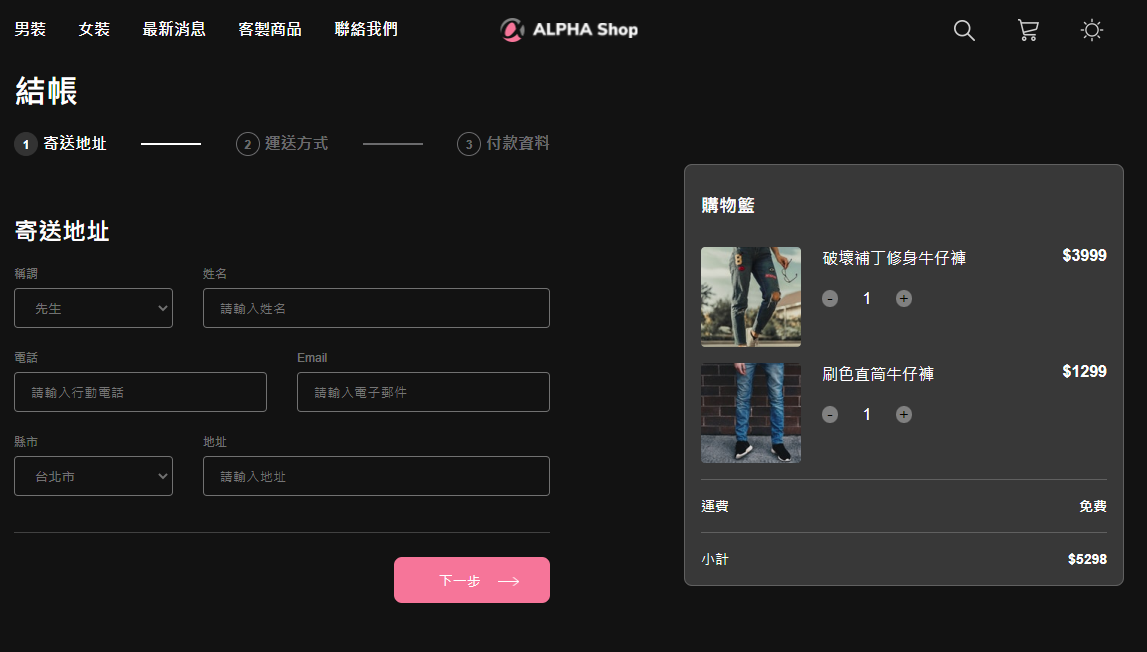 男裝 女裝 最新消息 客製商品 聯絡我們 ALPHA Shop
結帳
1 寄送地址 2 運送方式 3 付款資料
寄送地址
稱謂 姓名
先生 請輸入姓名
電話 Email
請輸入行動電話 請輸入電子郵件
縣市 地址
台北市 請輸入地址
下一步
購物籃
破壞補丁修身牛仔褲 $3999
- 1 +
刷色直筒牛仔褲 $1299
- 1 +
運費 免費
小計 $5298